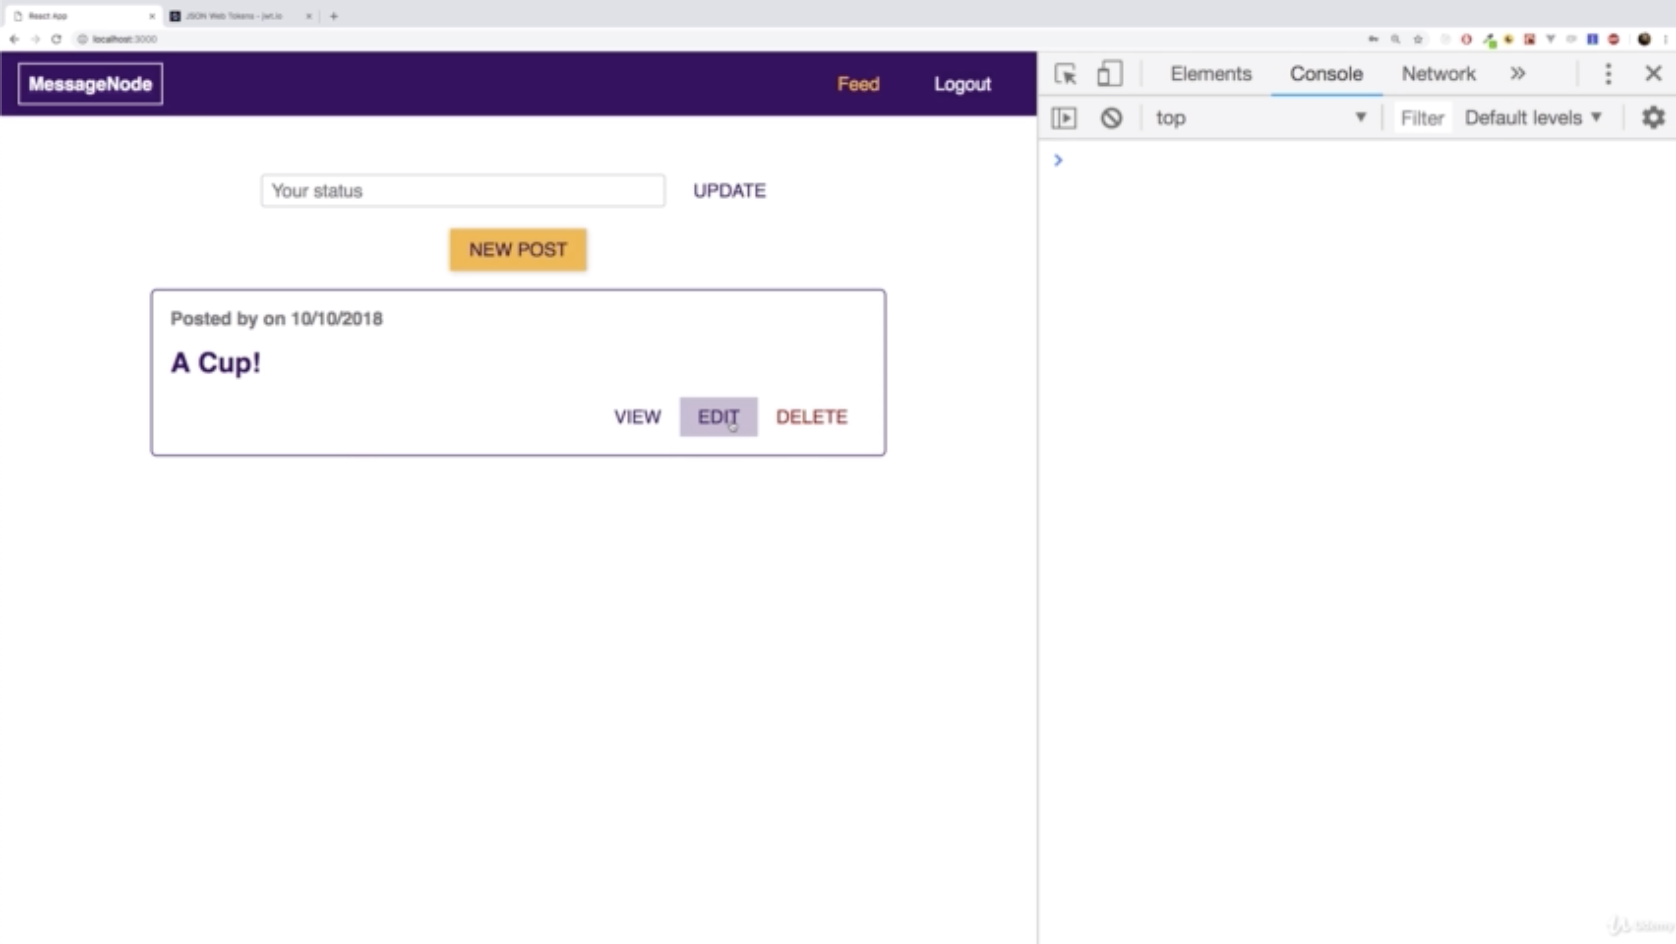 React App
JSON Web Tokens - jwt.io
localhost:3000
MessageNode
Feed
Logout
Elements
Console
Network
top
Filter
Default levels
Your status
UPDATE
NEW POST
Posted by on 10/10/2018
A Cup!
VIEW
EDIT
DELETE
Udemy